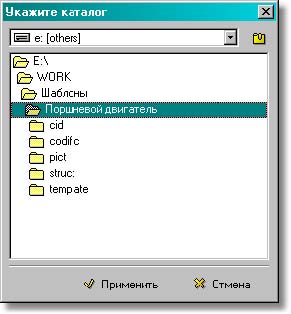 Укажите каталог
e: [others]
E:\
WORK
Шаблсны
Поршневой двигатель
cid
codifc
pict
struc:
tempate
Применить
Стмена